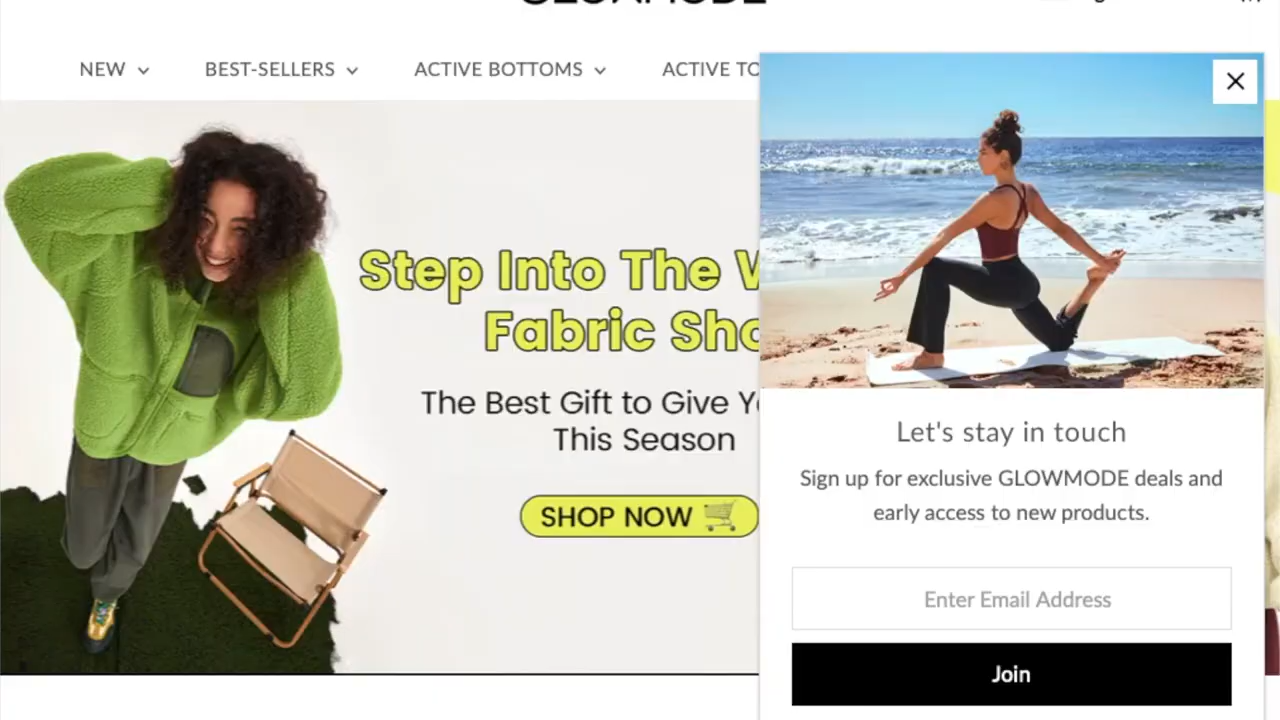 GLOWMODE
NEW
BEST-SELLERS
ACTIVE BOTTOMS
ACTIVE TO
Step Into The
Fabric Sho
The Best Gift to Give Y
This Season
SHOP NOW
Let's stay in touch
Sign up for exclusive GLOWMODE deals and
early access to new products.
Enter Email Address
Join